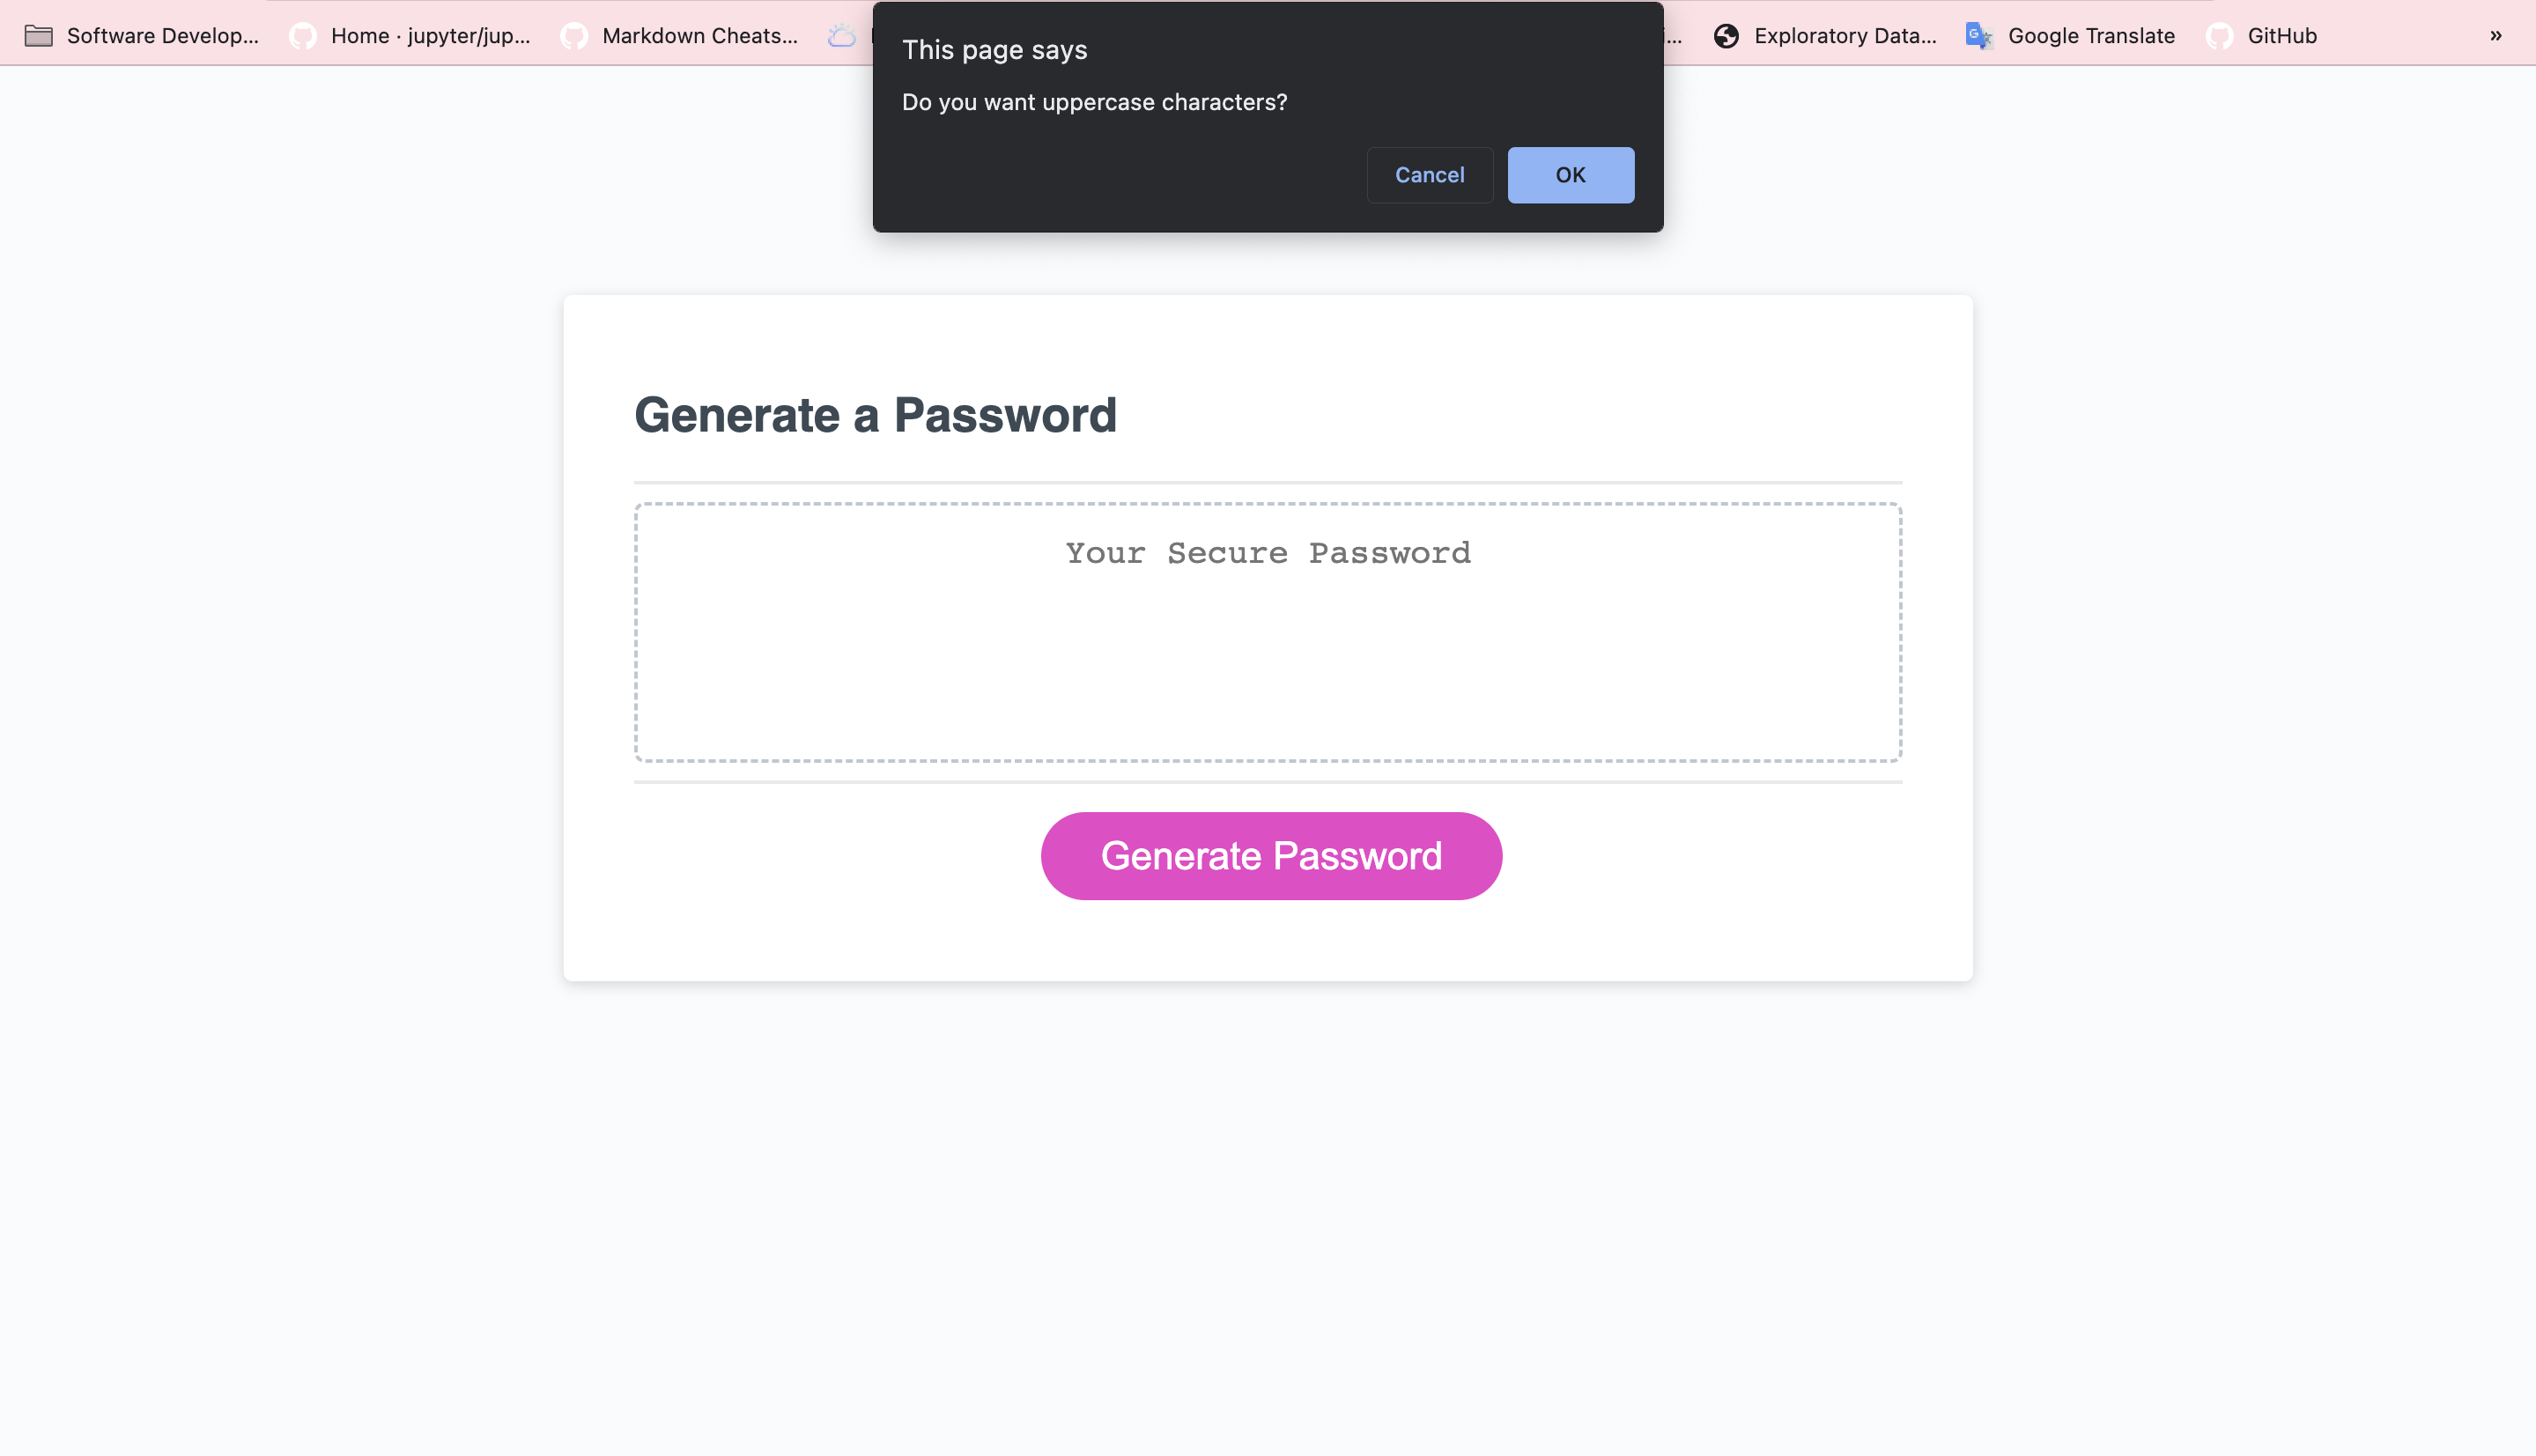 Software Develop...
Home · jupyter/jup...
Markdown Cheats...
Exploratory Data...
Google Translate
GitHub
»
This page says
Do you want uppercase characters?
Cancel
OK
Generate a Password
Your Secure Password
Generate Password